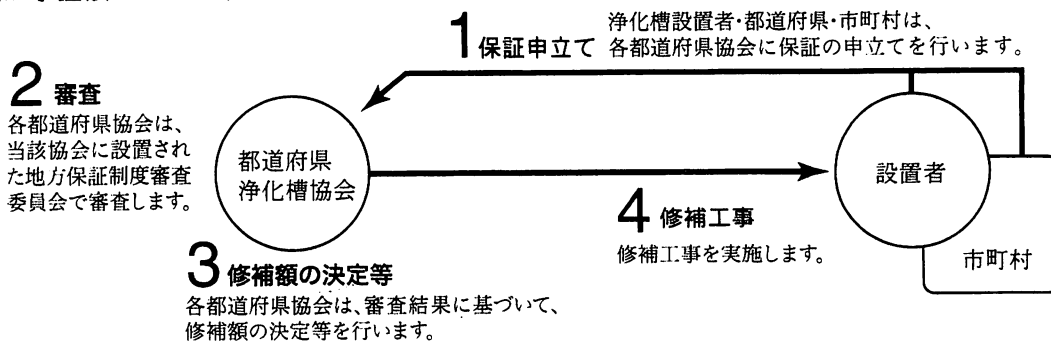 1 保証申立て
浄化槽設置者・都道府県・市町村は、
各都道府県協会に保証の申立てを行います。
2 審査
各都道府県協会は、
当該協会に設置され
た地方保証制度審査
委員会で審査します。
都道府県
浄化槽協会
設置者
4 修補工事
修補工事を実施します。
市町村
3 修補額の決定等
各都道府県協会は、審査結果に基づいて、
修補額の決定等を行います。